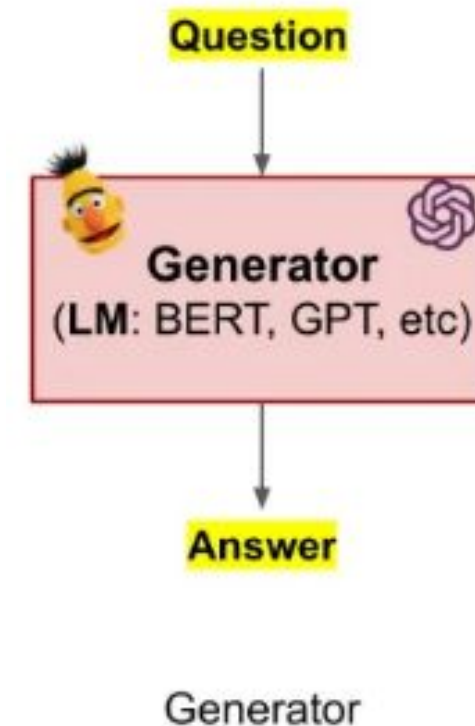 Question
Generator
(LM: BERT, GPT, etc)
Answer
Generator